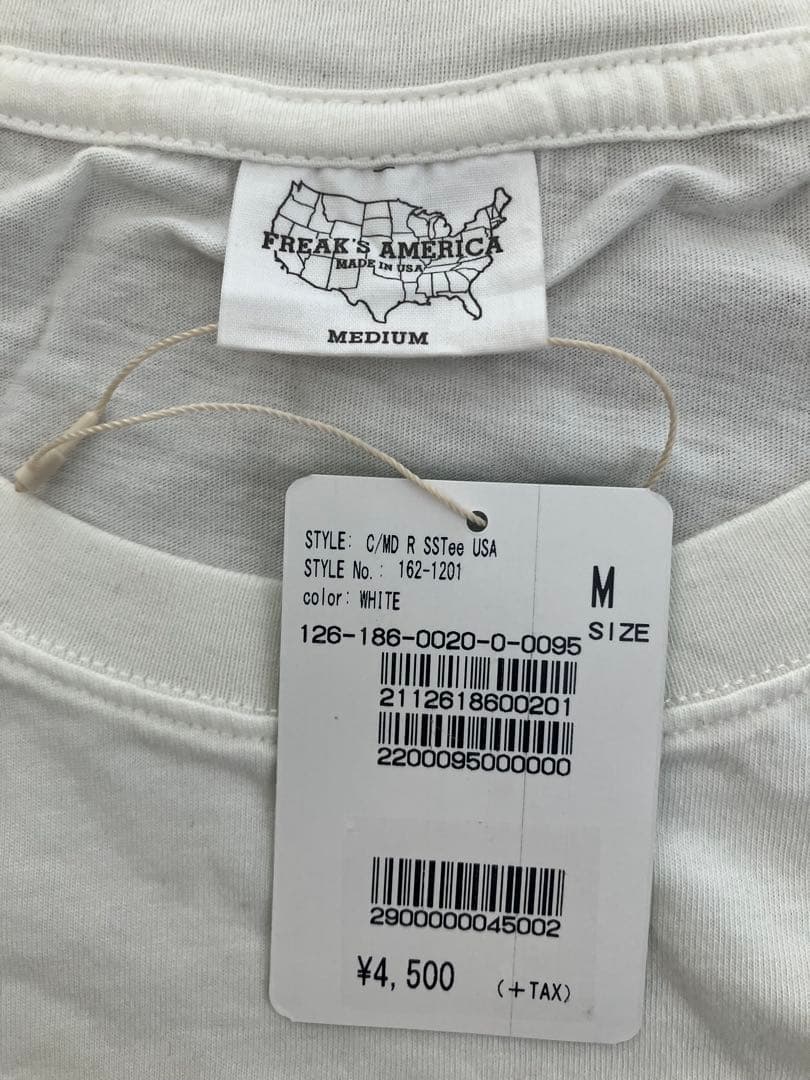 FREAK'S AMERICA
MADE IN USA
MEDIUM
STYLE: C/MD R SSTee USA
STYLE No.: 162-1201
color: WHITE
M
SIZE
126-186-0020-0-0095
2112618600201
2200095000000
2900000045002
¥4,500 (+TAX)